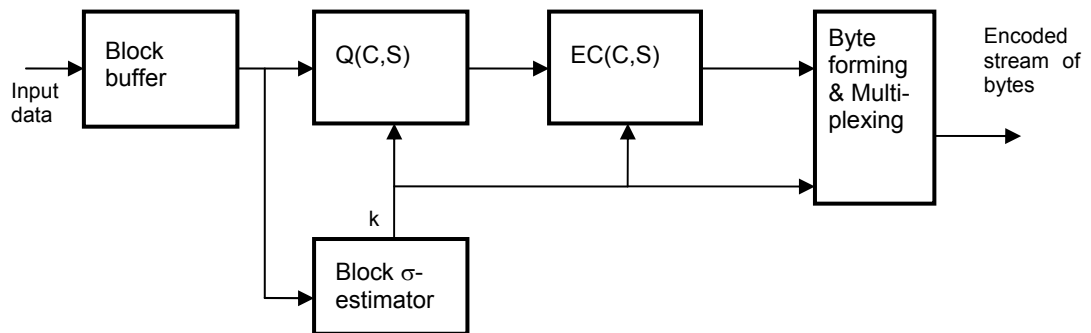 Input
data
Block
buffer
Q(C,S)
EC(C,S)
Byte
forming
& Multi-
plexing
Encoded
stream of
bytes
k
Block σ-
estimator